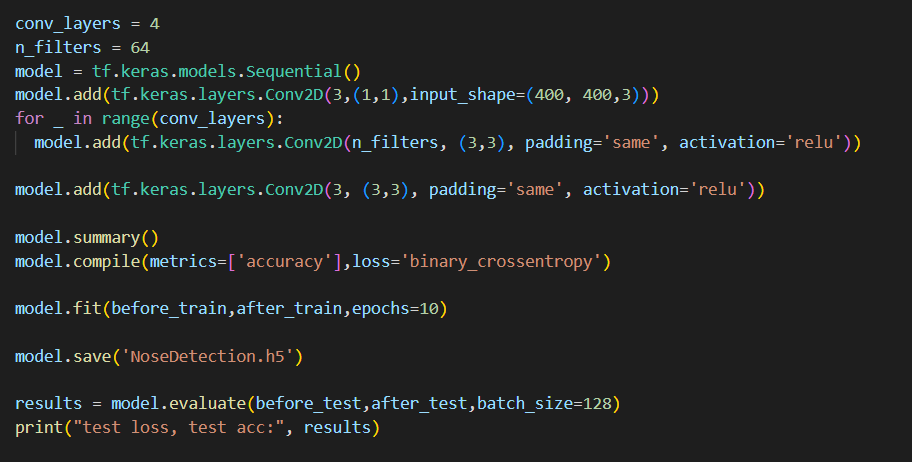 conv_layers = 4
n_filters = 64
model = tf.keras.models.Sequential()
model.add(tf.keras.layers.Conv2D(3,(1,1),input_shape=(400, 400,3)))
for _ in range(conv_layers):
  model.add(tf.keras.layers.Conv2D(n_filters, (3,3), padding='same', activation='relu'))
model.add(tf.keras.layers.Conv2D(3, (3,3), padding='same', activation='relu'))
model.summary()
model.compile(metrics=['accuracy'],loss='binary_crossentropy')
model.fit(before_train,after_train,epochs=10)
model.save('NoseDetection.h5')
results = model.evaluate(before_test,after_test,batch_size=128)
print("test loss, test acc:", results)